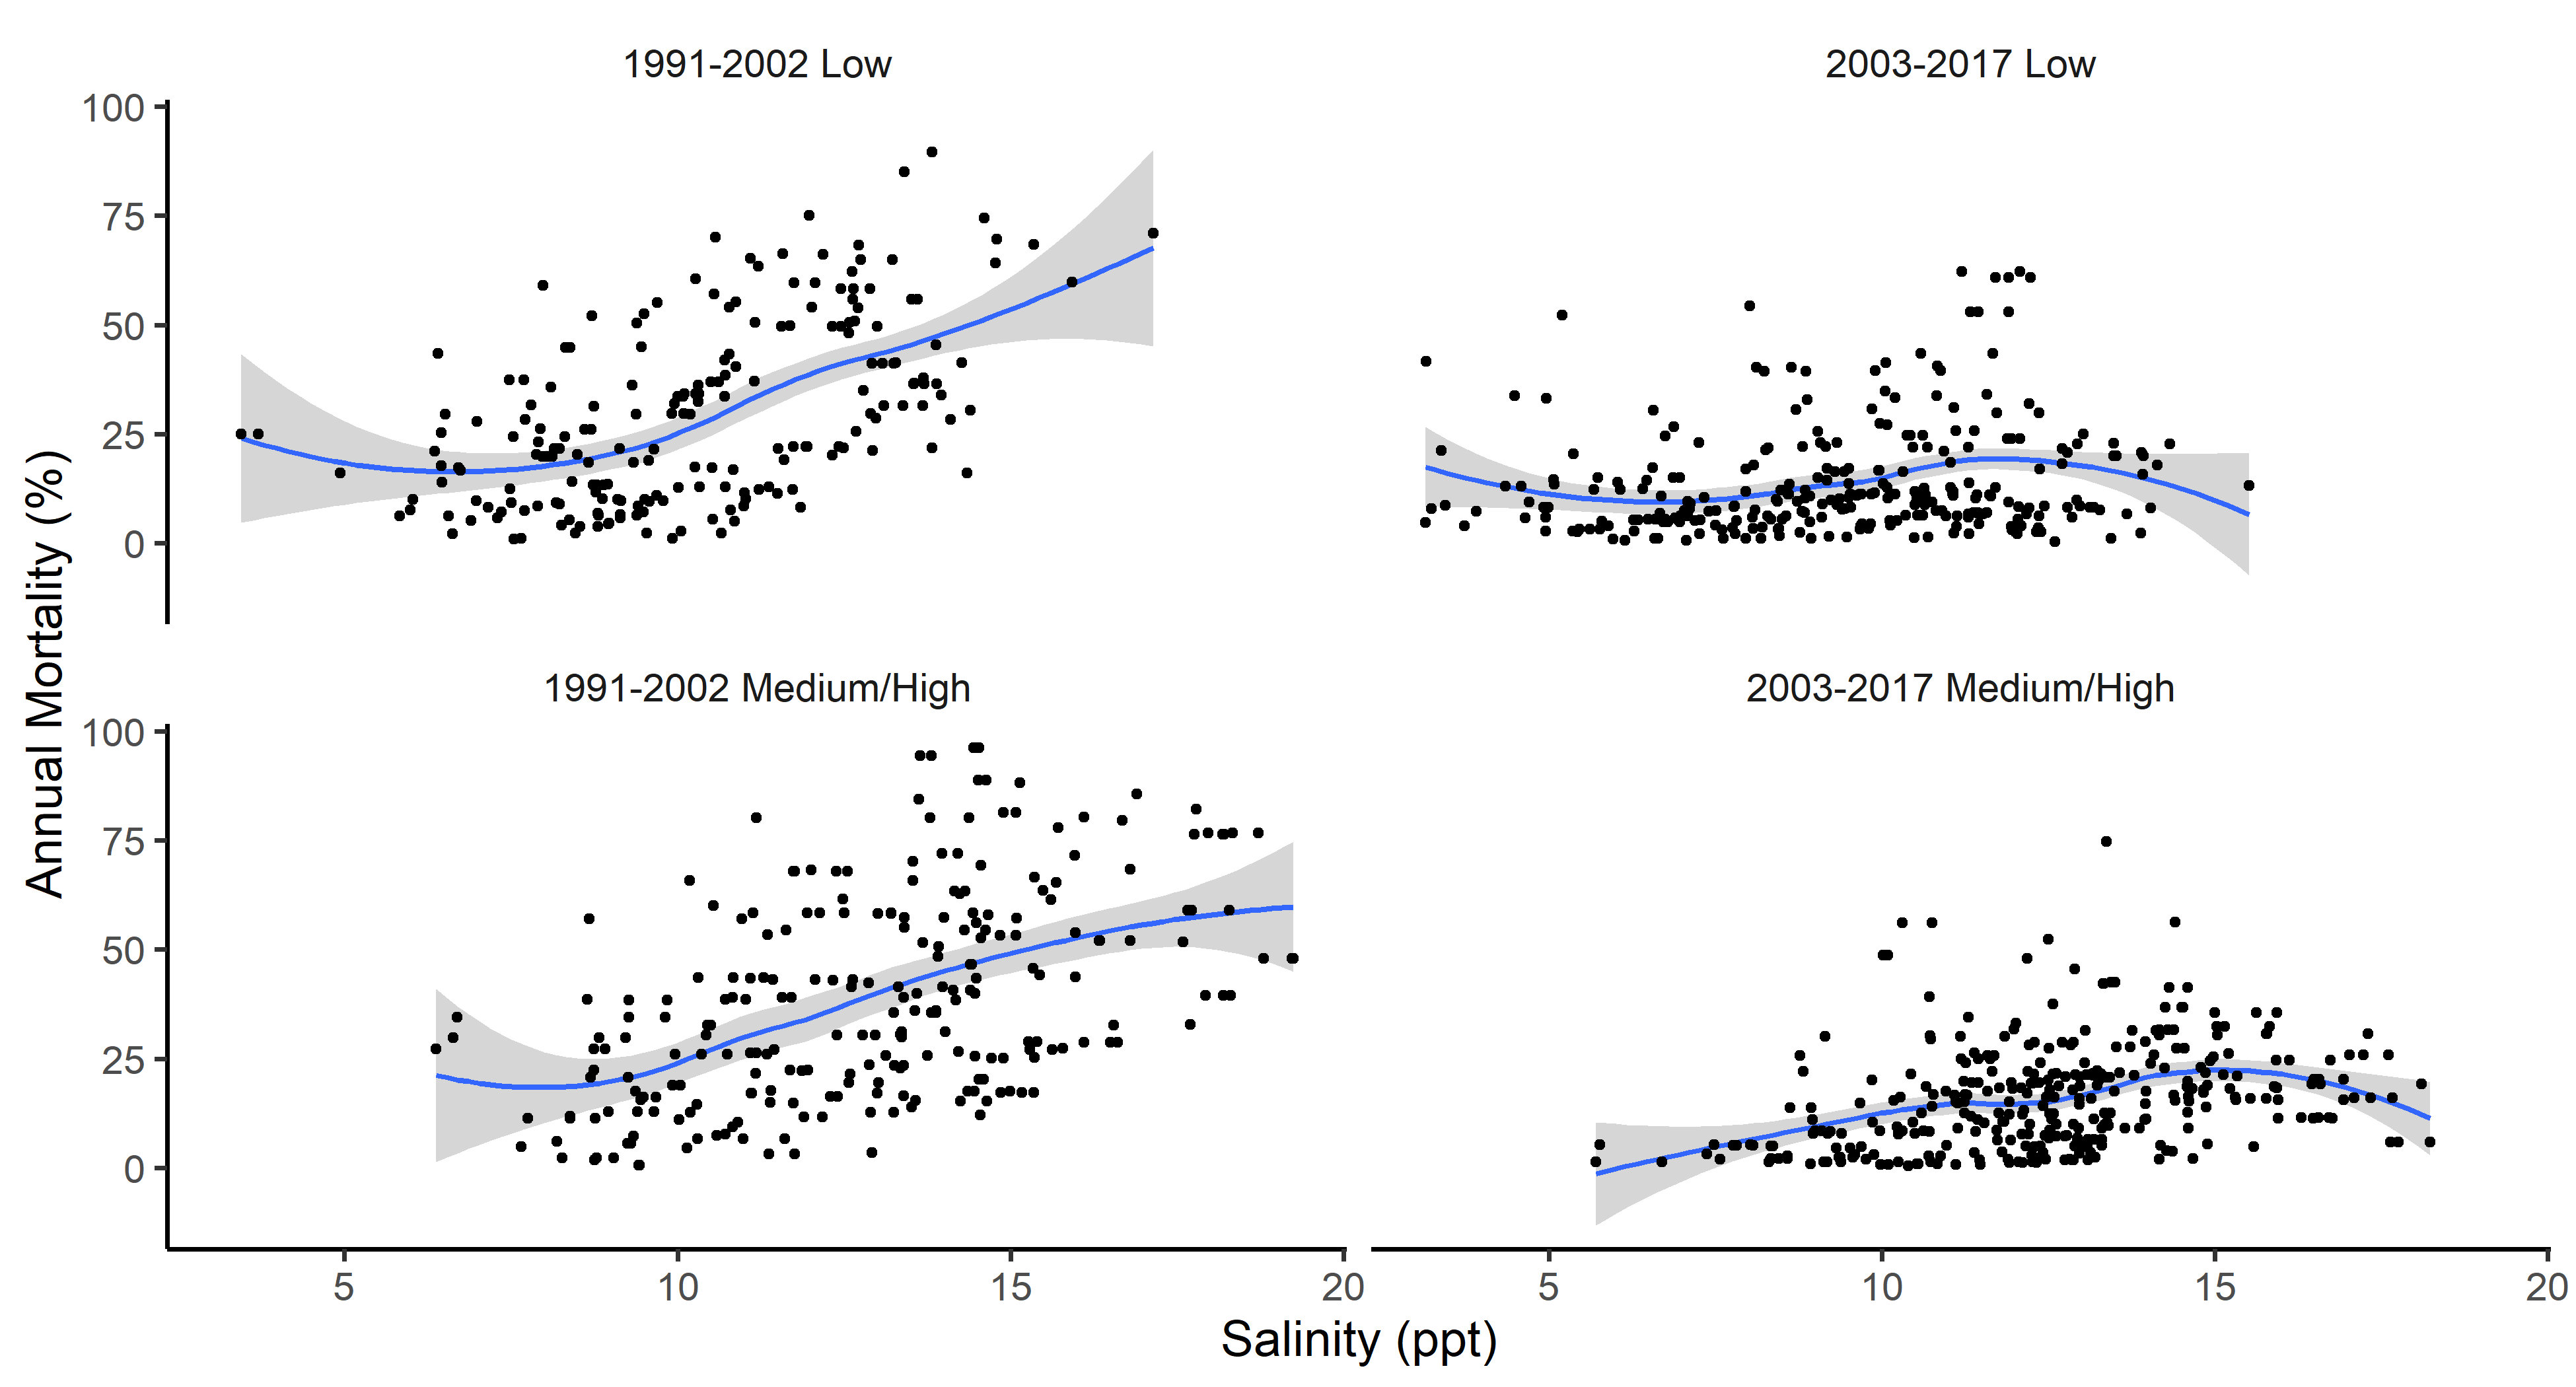 1991-2002 Low
2003-2017 Low
100
75
50
25
0
Annual Mortality (%)
1991-2002 Medium/High
2003-2017 Medium/High
100
75
50
25
0
5 10 15 20 5 10 15 20
Salinity (ppt)